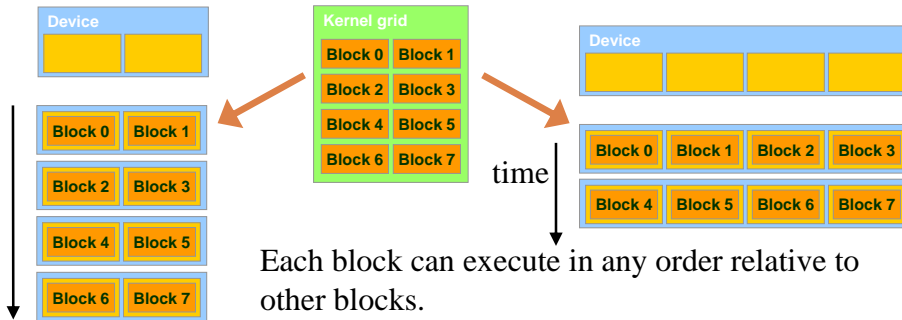 Device
Block 0 Block 1
Block 2 Block 3
Block 4 Block 5
Block 6 Block 7
Kernel grid
Block 0 Block 1
Block 2 Block 3
Block 4 Block 5
Block 6 Block 7
Device
Block 0 Block 1 Block 2 Block 3
Block 4 Block 5 Block 6 Block 7
time
Each block can execute in any order relative to
other blocks.